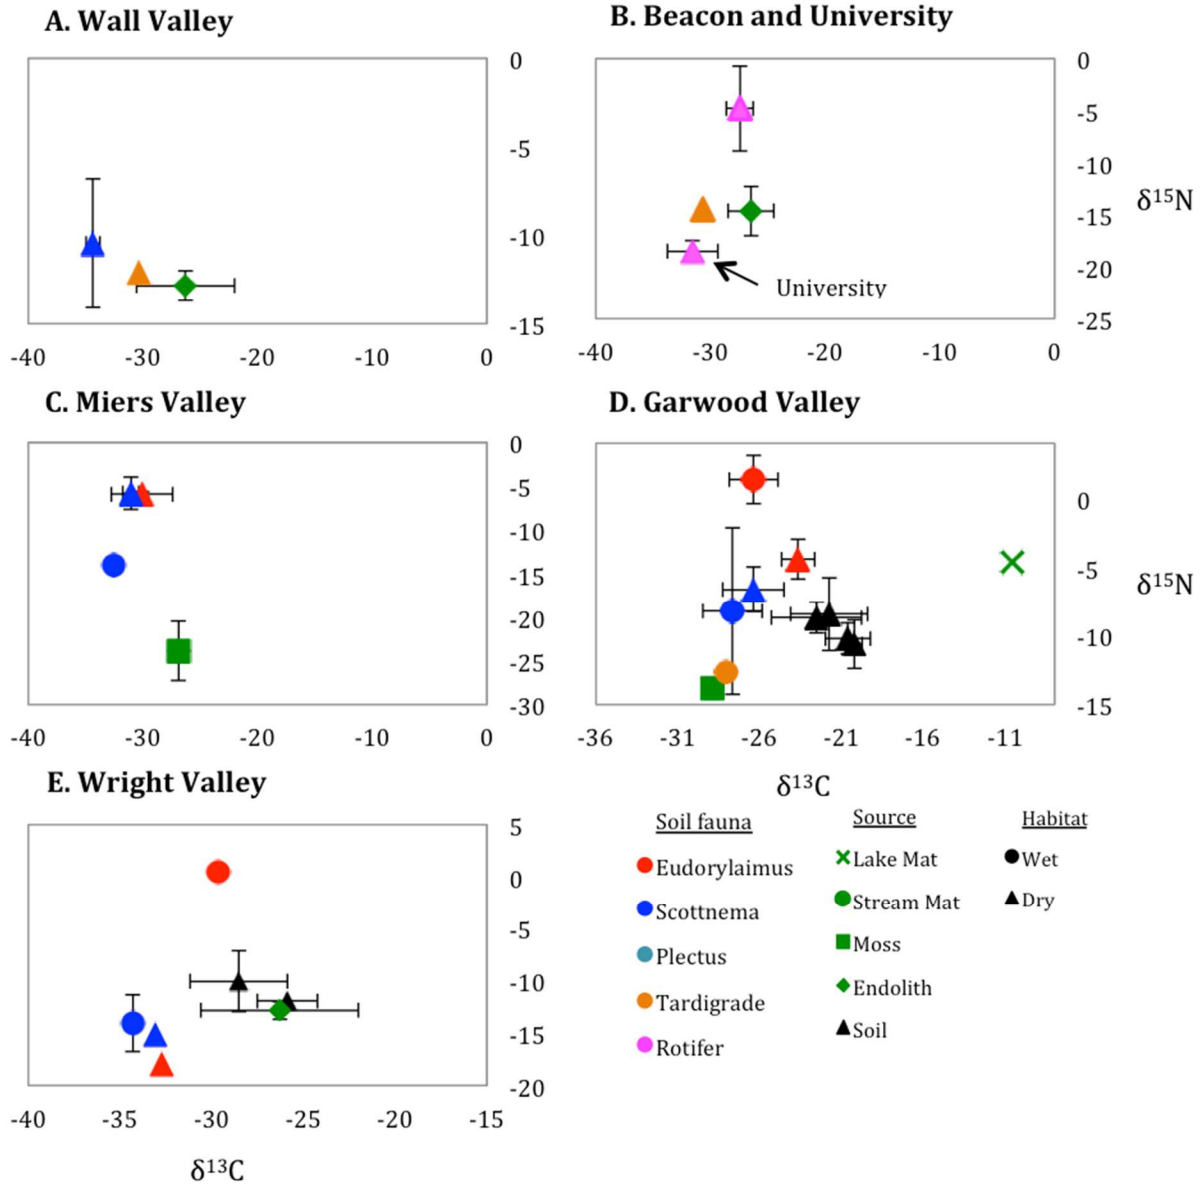 A. Wall Valley
0
-5
-10
-15
-40 -30 -20 -10 0
B. Beacon and University
0
-5
-10
-15
-20
-25
δ¹⁵N
University
-40 -30 -20 -10 0
C. Miers Valley
0
-5
-10
-15
-20
-25
-30
-40 -30 -20 -10 0
D. Garwood Valley
0
-5
-10
-15
δ¹⁵N
-36 -31 -26 -21 -16 -11
δ¹³C
E. Wright Valley
5
0
-5
-10
-15
-20
-40 -35 -30 -25 -20 -15
δ¹³C
Soil fauna
Eudorylaimus
Scottnema
Plectus
Tardigrade
Rotifer
Source
Lake Mat
Stream Mat
Moss
Endolith
Soil
Habitat
Wet
Dry